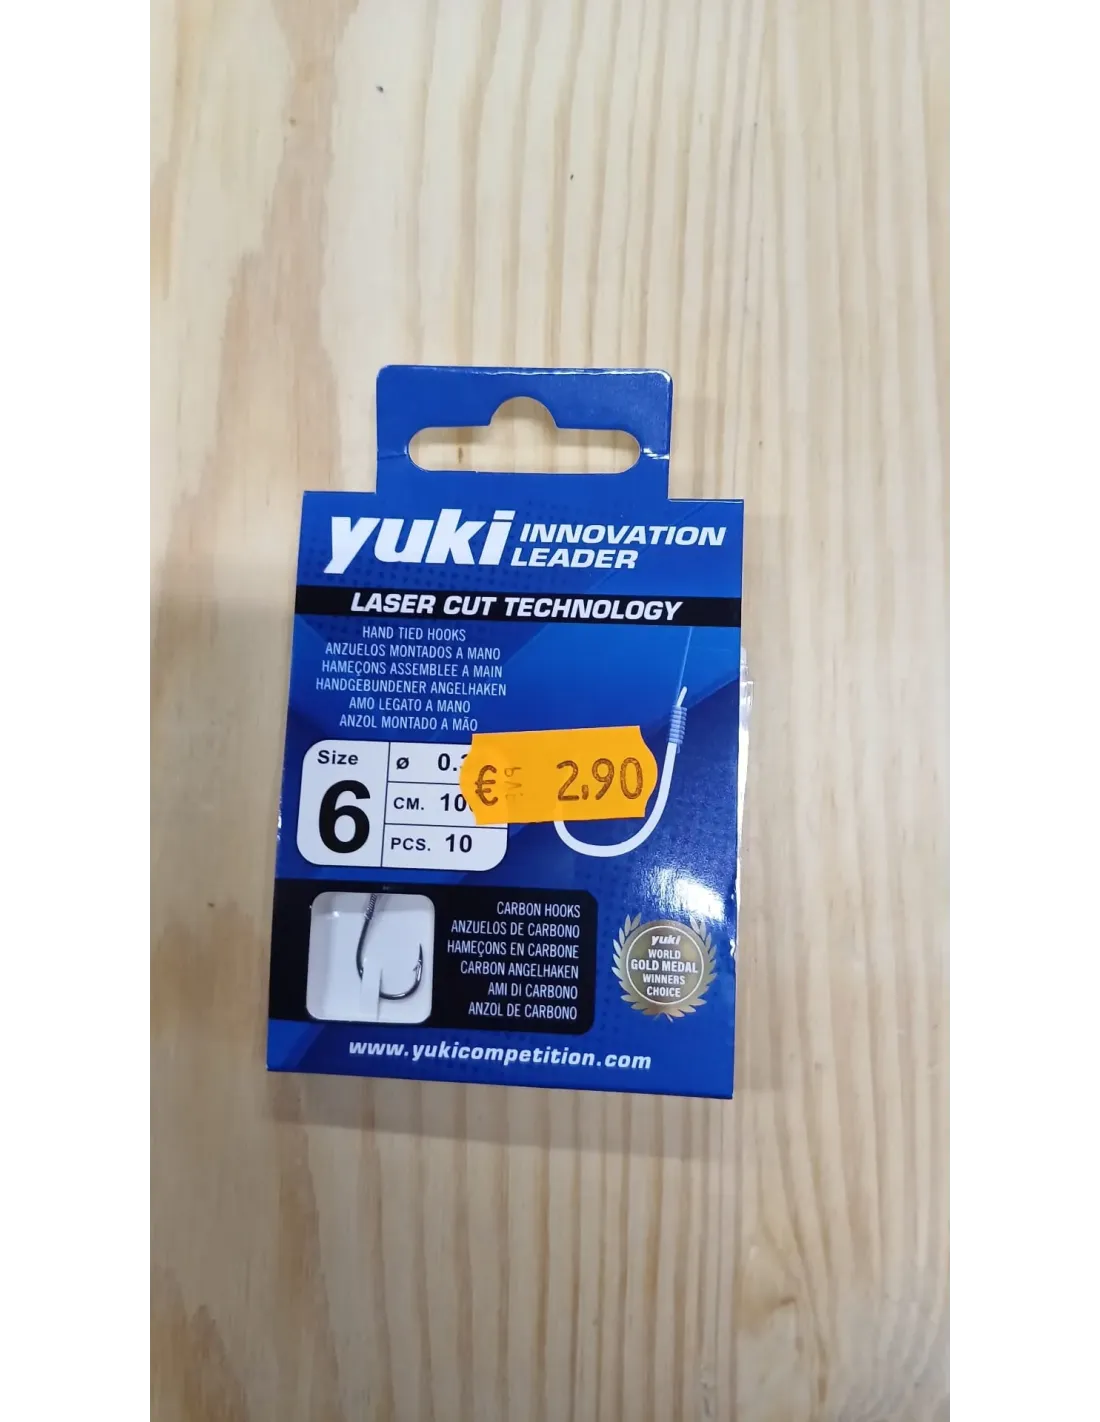 yuki INNOVATION
LEADER
LASER CUT TECHNOLOGY
HAND TIED HOOKS
ANZUELOS MONTADOS A MANO
HAMEÇONS ASSEMBLEE A MAIN
HANDGEBUNDENER ANGELHAKEN
AMO LEGATO A MANO
ANZOL MONTADO A MÃO
Size
6
ø
CM.
PCS. 10
€ 2.90
CARBON HOOKS
ANZUELOS DE CARBONO
HAMEÇONS EN CARBONE
CARBON ANGELHAKEN
AMI DI CARBONO
ANZOL DE CARBONO
yuki
WORLD
GOLD MEDAL
WINNERS
CHOICE
www.yukicompetition.com